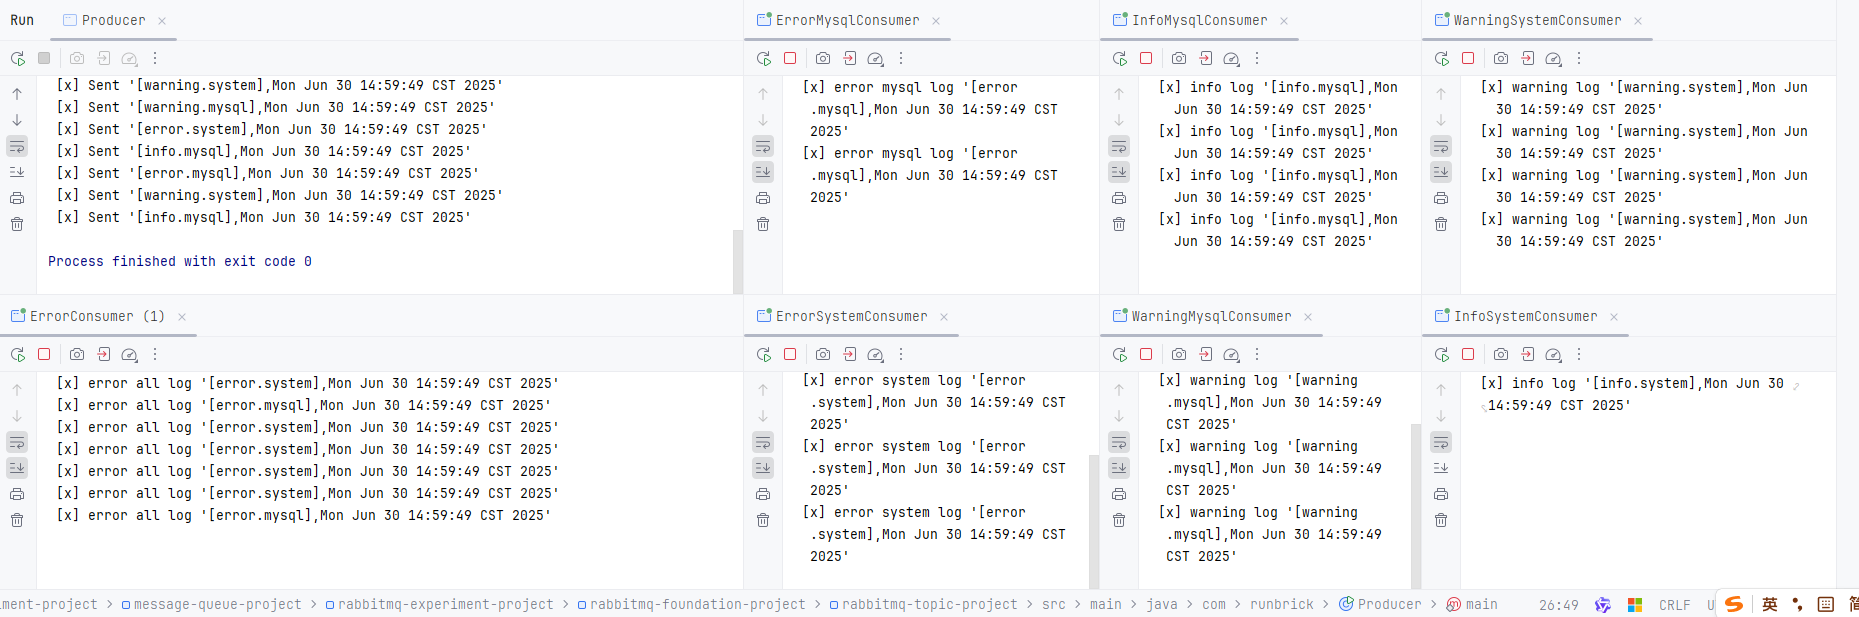 Run
Producer
[x] Sent '[warning.system],Mon Jun 30 14:59:49 CST 2025'
[x] Sent '[warning.mysql],Mon Jun 30 14:59:49 CST 2025'
[x] Sent '[error.system],Mon Jun 30 14:59:49 CST 2025'
[x] Sent '[info.mysql],Mon Jun 30 14:59:49 CST 2025'
[x] Sent '[error.mysql],Mon Jun 30 14:59:49 CST 2025'
[x] Sent '[warning.system],Mon Jun 30 14:59:49 CST 2025'
[x] Sent '[info.mysql],Mon Jun 30 14:59:49 CST 2025'
Process finished with exit code 0
ErrorMysqlConsumer
[x] error mysql log '[error
.mysql],Mon Jun 30 14:59:49 CST
2025'
[x] error mysql log '[error
.mysql],Mon Jun 30 14:59:49 CST
2025'
InfoMysqlConsumer
[x] info log '[info.mysql],Mon
Jun 30 14:59:49 CST 2025'
[x] info log '[info.mysql],Mon
Jun 30 14:59:49 CST 2025'
[x] info log '[info.mysql],Mon
Jun 30 14:59:49 CST 2025'
[x] info log '[info.mysql],Mon
Jun 30 14:59:49 CST 2025'
WarningSystemConsumer
[x] warning log '[warning.system],Mon Jun
30 14:59:49 CST 2025'
[x] warning log '[warning.system],Mon Jun
30 14:59:49 CST 2025'
[x] warning log '[warning.system],Mon Jun
30 14:59:49 CST 2025'
[x] warning log '[warning.system],Mon Jun
30 14:59:49 CST 2025'
ErrorConsumer (1)
[x] error all log '[error.system],Mon Jun 30 14:59:49 CST 2025'
[x] error all log '[error.mysql],Mon Jun 30 14:59:49 CST 2025'
[x] error all log '[error.system],Mon Jun 30 14:59:49 CST 2025'
[x] error all log '[error.system],Mon Jun 30 14:59:49 CST 2025'
[x] error all log '[error.system],Mon Jun 30 14:59:49 CST 2025'
[x] error all log '[error.system],Mon Jun 30 14:59:49 CST 2025'
[x] error all log '[error.mysql],Mon Jun 30 14:59:49 CST 2025'
ErrorSystemConsumer
[x] error system log '[error
.system],Mon Jun 30 14:59:49 CST
2025'
[x] error system log '[error
.system],Mon Jun 30 14:59:49 CST
2025'
[x] error system log '[error
.system],Mon Jun 30 14:59:49 CST
2025'
WarningMysqlConsumer
[x] warning log '[warning
.mysql],Mon Jun 30 14:59:49
CST 2025'
[x] warning log '[warning
.mysql],Mon Jun 30 14:59:49
CST 2025'
[x] warning log '[warning
.mysql],Mon Jun 30 14:59:49
CST 2025'
InfoSystemConsumer
[x] info log '[info.system],Mon Jun 30
14:59:49 CST 2025'
ment-project > message-queue-project > rabbitmq-experiment-project > rabbitmq-foundation-project > rabbitmq-topic-project > src > main > java > com > runbrick > Producer > main
26:49 CRLF U 英 简